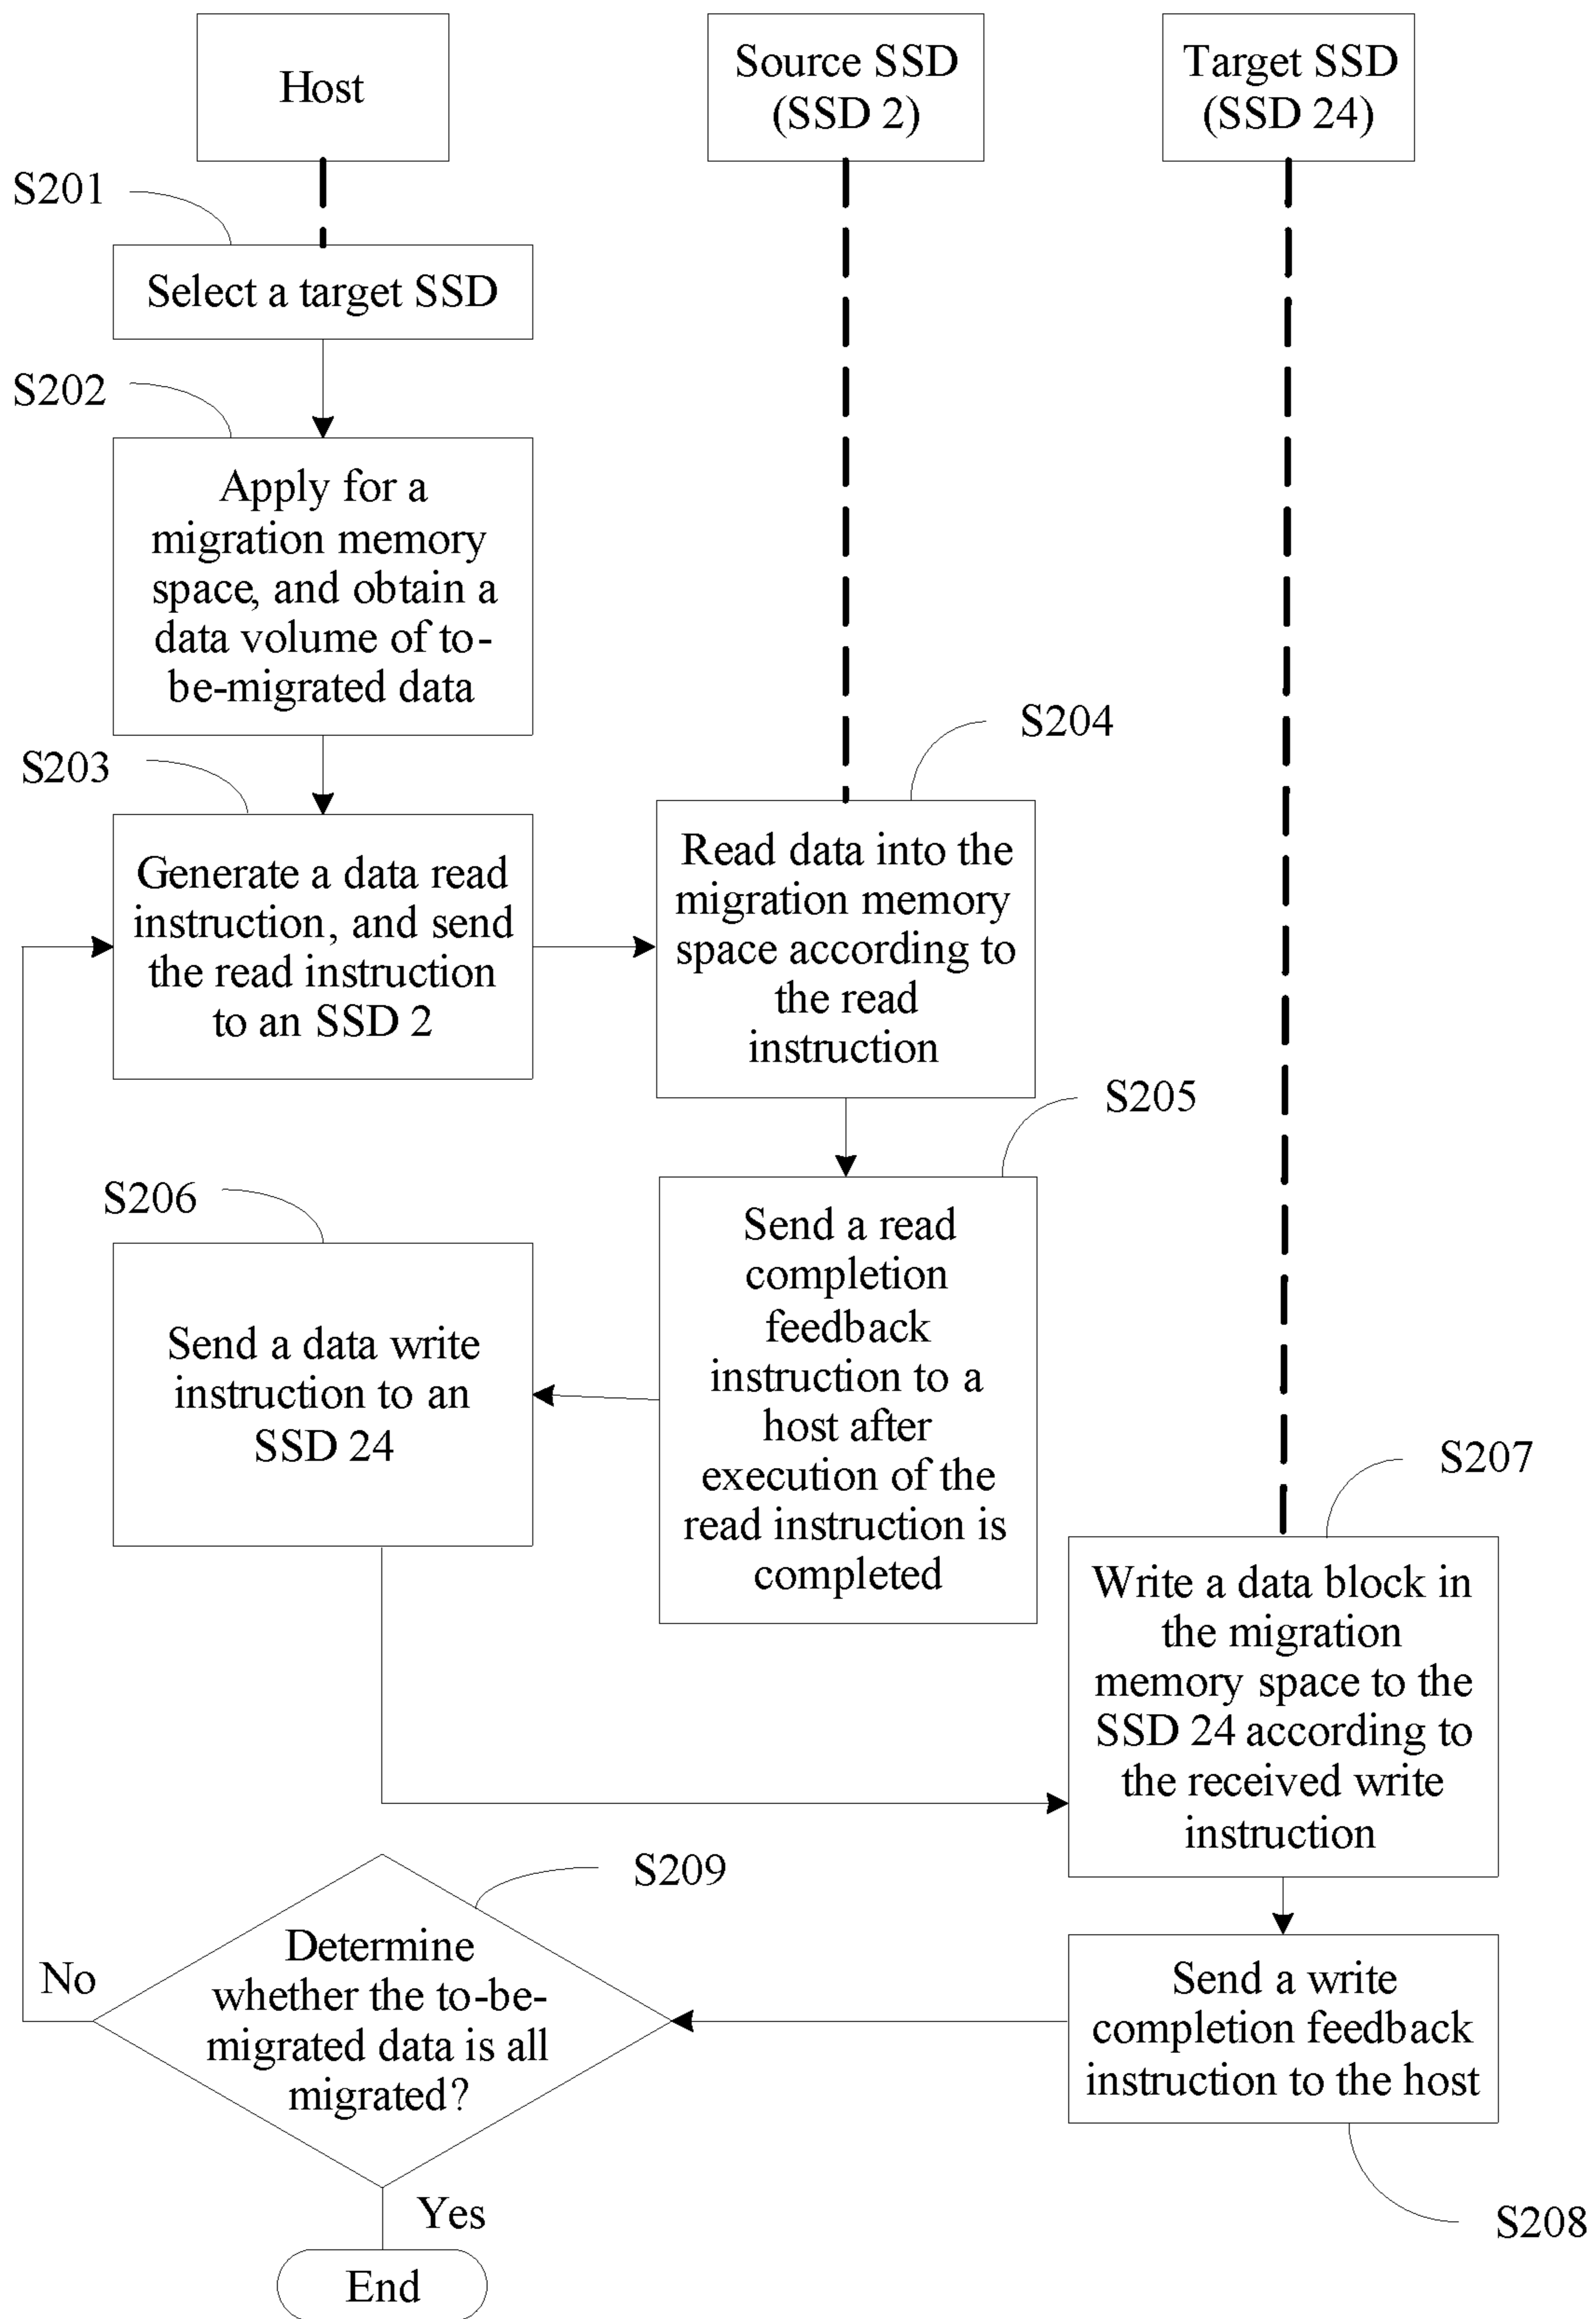 Host
Source SSD
(SSD 2)
Target SSD
(SSD 24)
S201
Select a target SSD
S202
Apply for a
migration memory
space, and obtain a
data volume of to-
be-migrated data
S203
Generate a data read
instruction, and send
the read instruction
to an SSD 2
S204
Read data into the
migration memory
space according to
the read
instruction
S205
Send a read
completion
feedback
instruction to a
host after
execution of the
read instruction is
completed
S206
Send a data write
instruction to an
SSD 24
S207
Write a data block in
the migration
memory space to the
SSD 24 according to
the received write
instruction
S208
Send a write
completion feedback
instruction to the host
S209
Determine
whether the to-be-
migrated data is all
migrated?
No
Yes
End